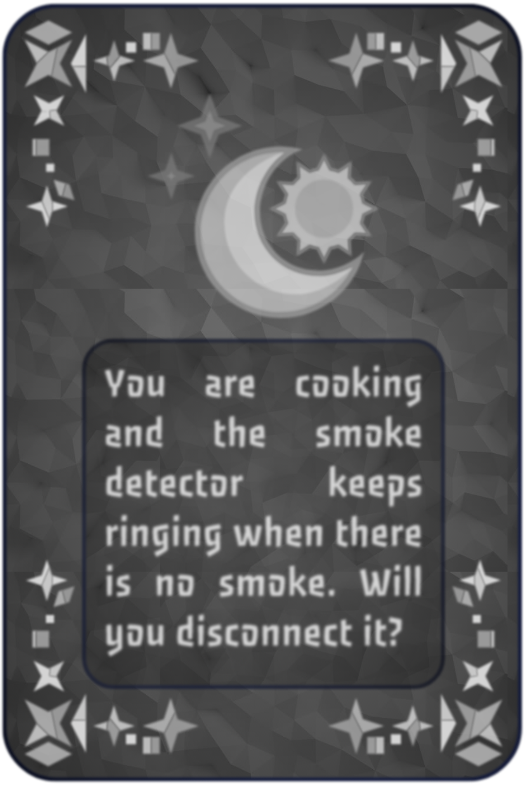 You are cooking
and the smoke
detector keeps
ringing when there
is no smoke. Will
you disconnect it?